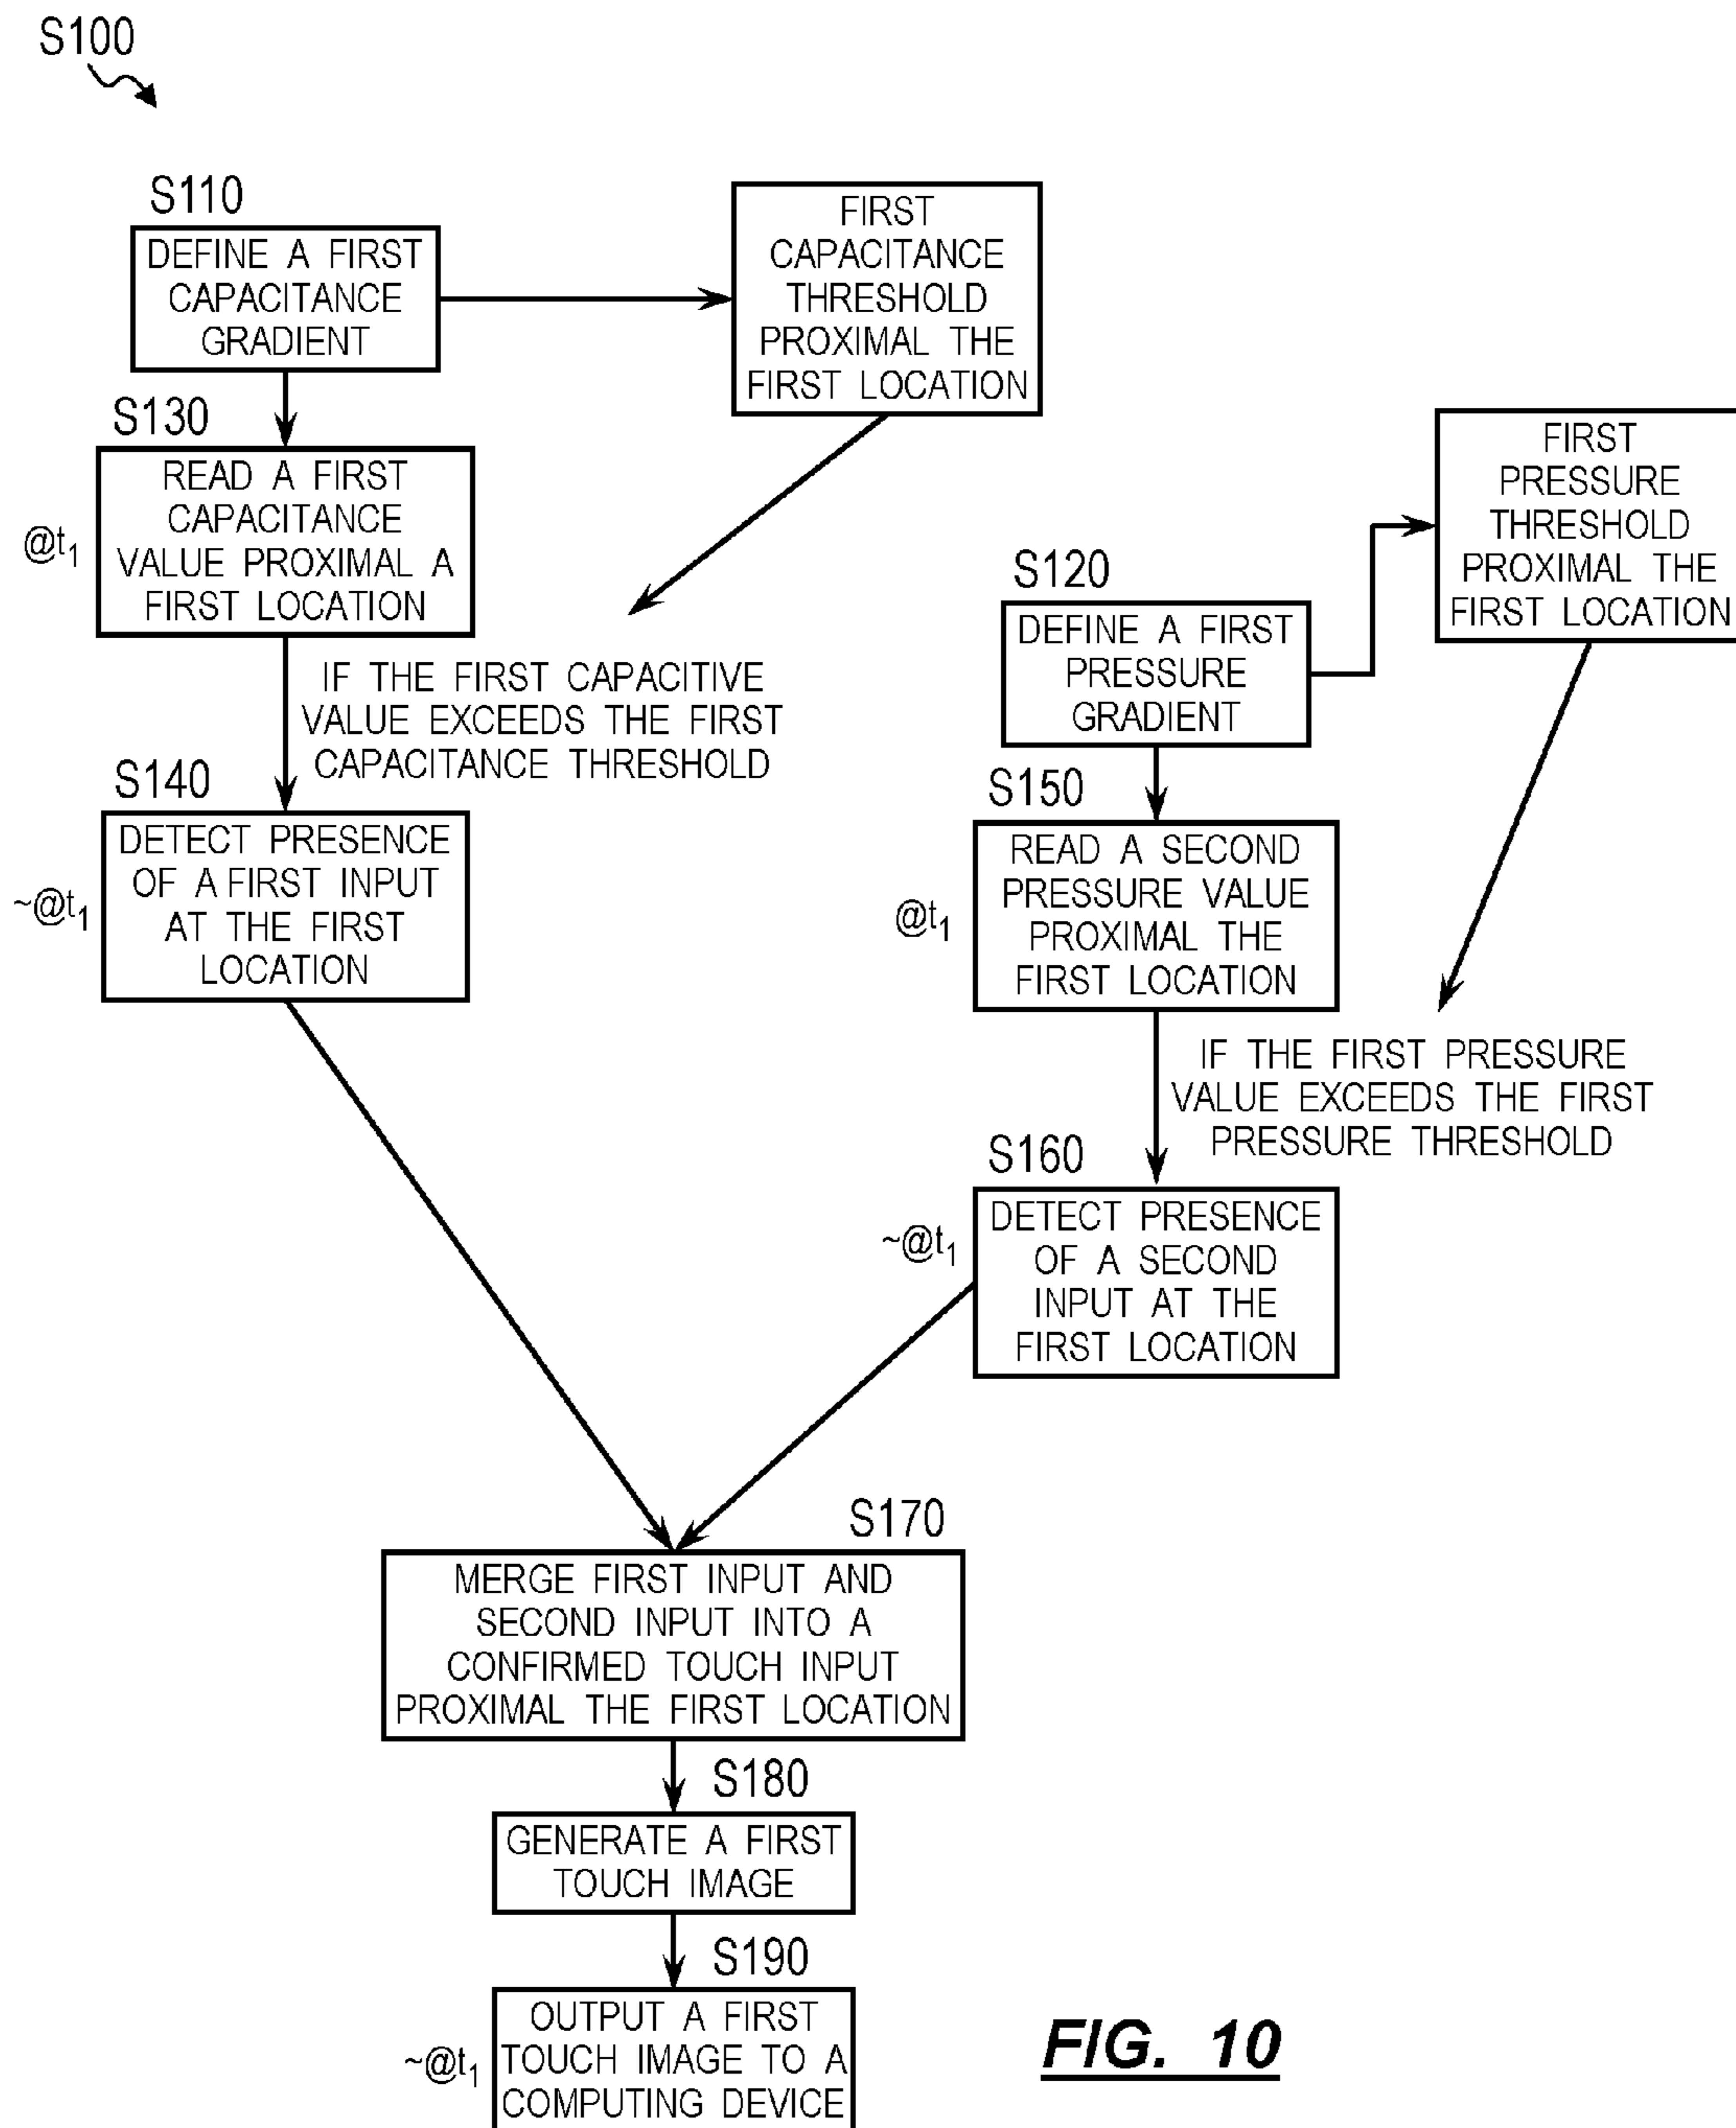 S100
S110
DEFINE A FIRST
CAPACITANCE
GRADIENT
FIRST
CAPACITANCE
THRESHOLD
PROXIMAL THE
FIRST LOCATION
S130
@t1
READ A FIRST
CAPACITANCE
VALUE PROXIMAL A
FIRST LOCATION
IF THE FIRST CAPACITIVE
VALUE EXCEEDS THE FIRST
CAPACITANCE THRESHOLD
S140
~@t1
DETECT PRESENCE
OF A FIRST INPUT
AT THE FIRST
LOCATION
FIRST
PRESSURE
THRESHOLD
PROXIMAL THE
FIRST LOCATION
S120
DEFINE A FIRST
PRESSURE
GRADIENT
S150
@t1
READ A SECOND
PRESSURE VALUE
PROXIMAL THE
FIRST LOCATION
IF THE FIRST PRESSURE
VALUE EXCEEDS THE FIRST
PRESSURE THRESHOLD
S160
~@t1
DETECT PRESENCE
OF A SECOND
INPUT AT THE
FIRST LOCATION
S170
MERGE FIRST INPUT AND
SECOND INPUT INTO A
CONFIRMED TOUCH INPUT
PROXIMAL THE FIRST LOCATION
S180
GENERATE A FIRST
TOUCH IMAGE
S190
~@t1
OUTPUT A FIRST
TOUCH IMAGE TO A
COMPUTING DEVICE
FIG. 10